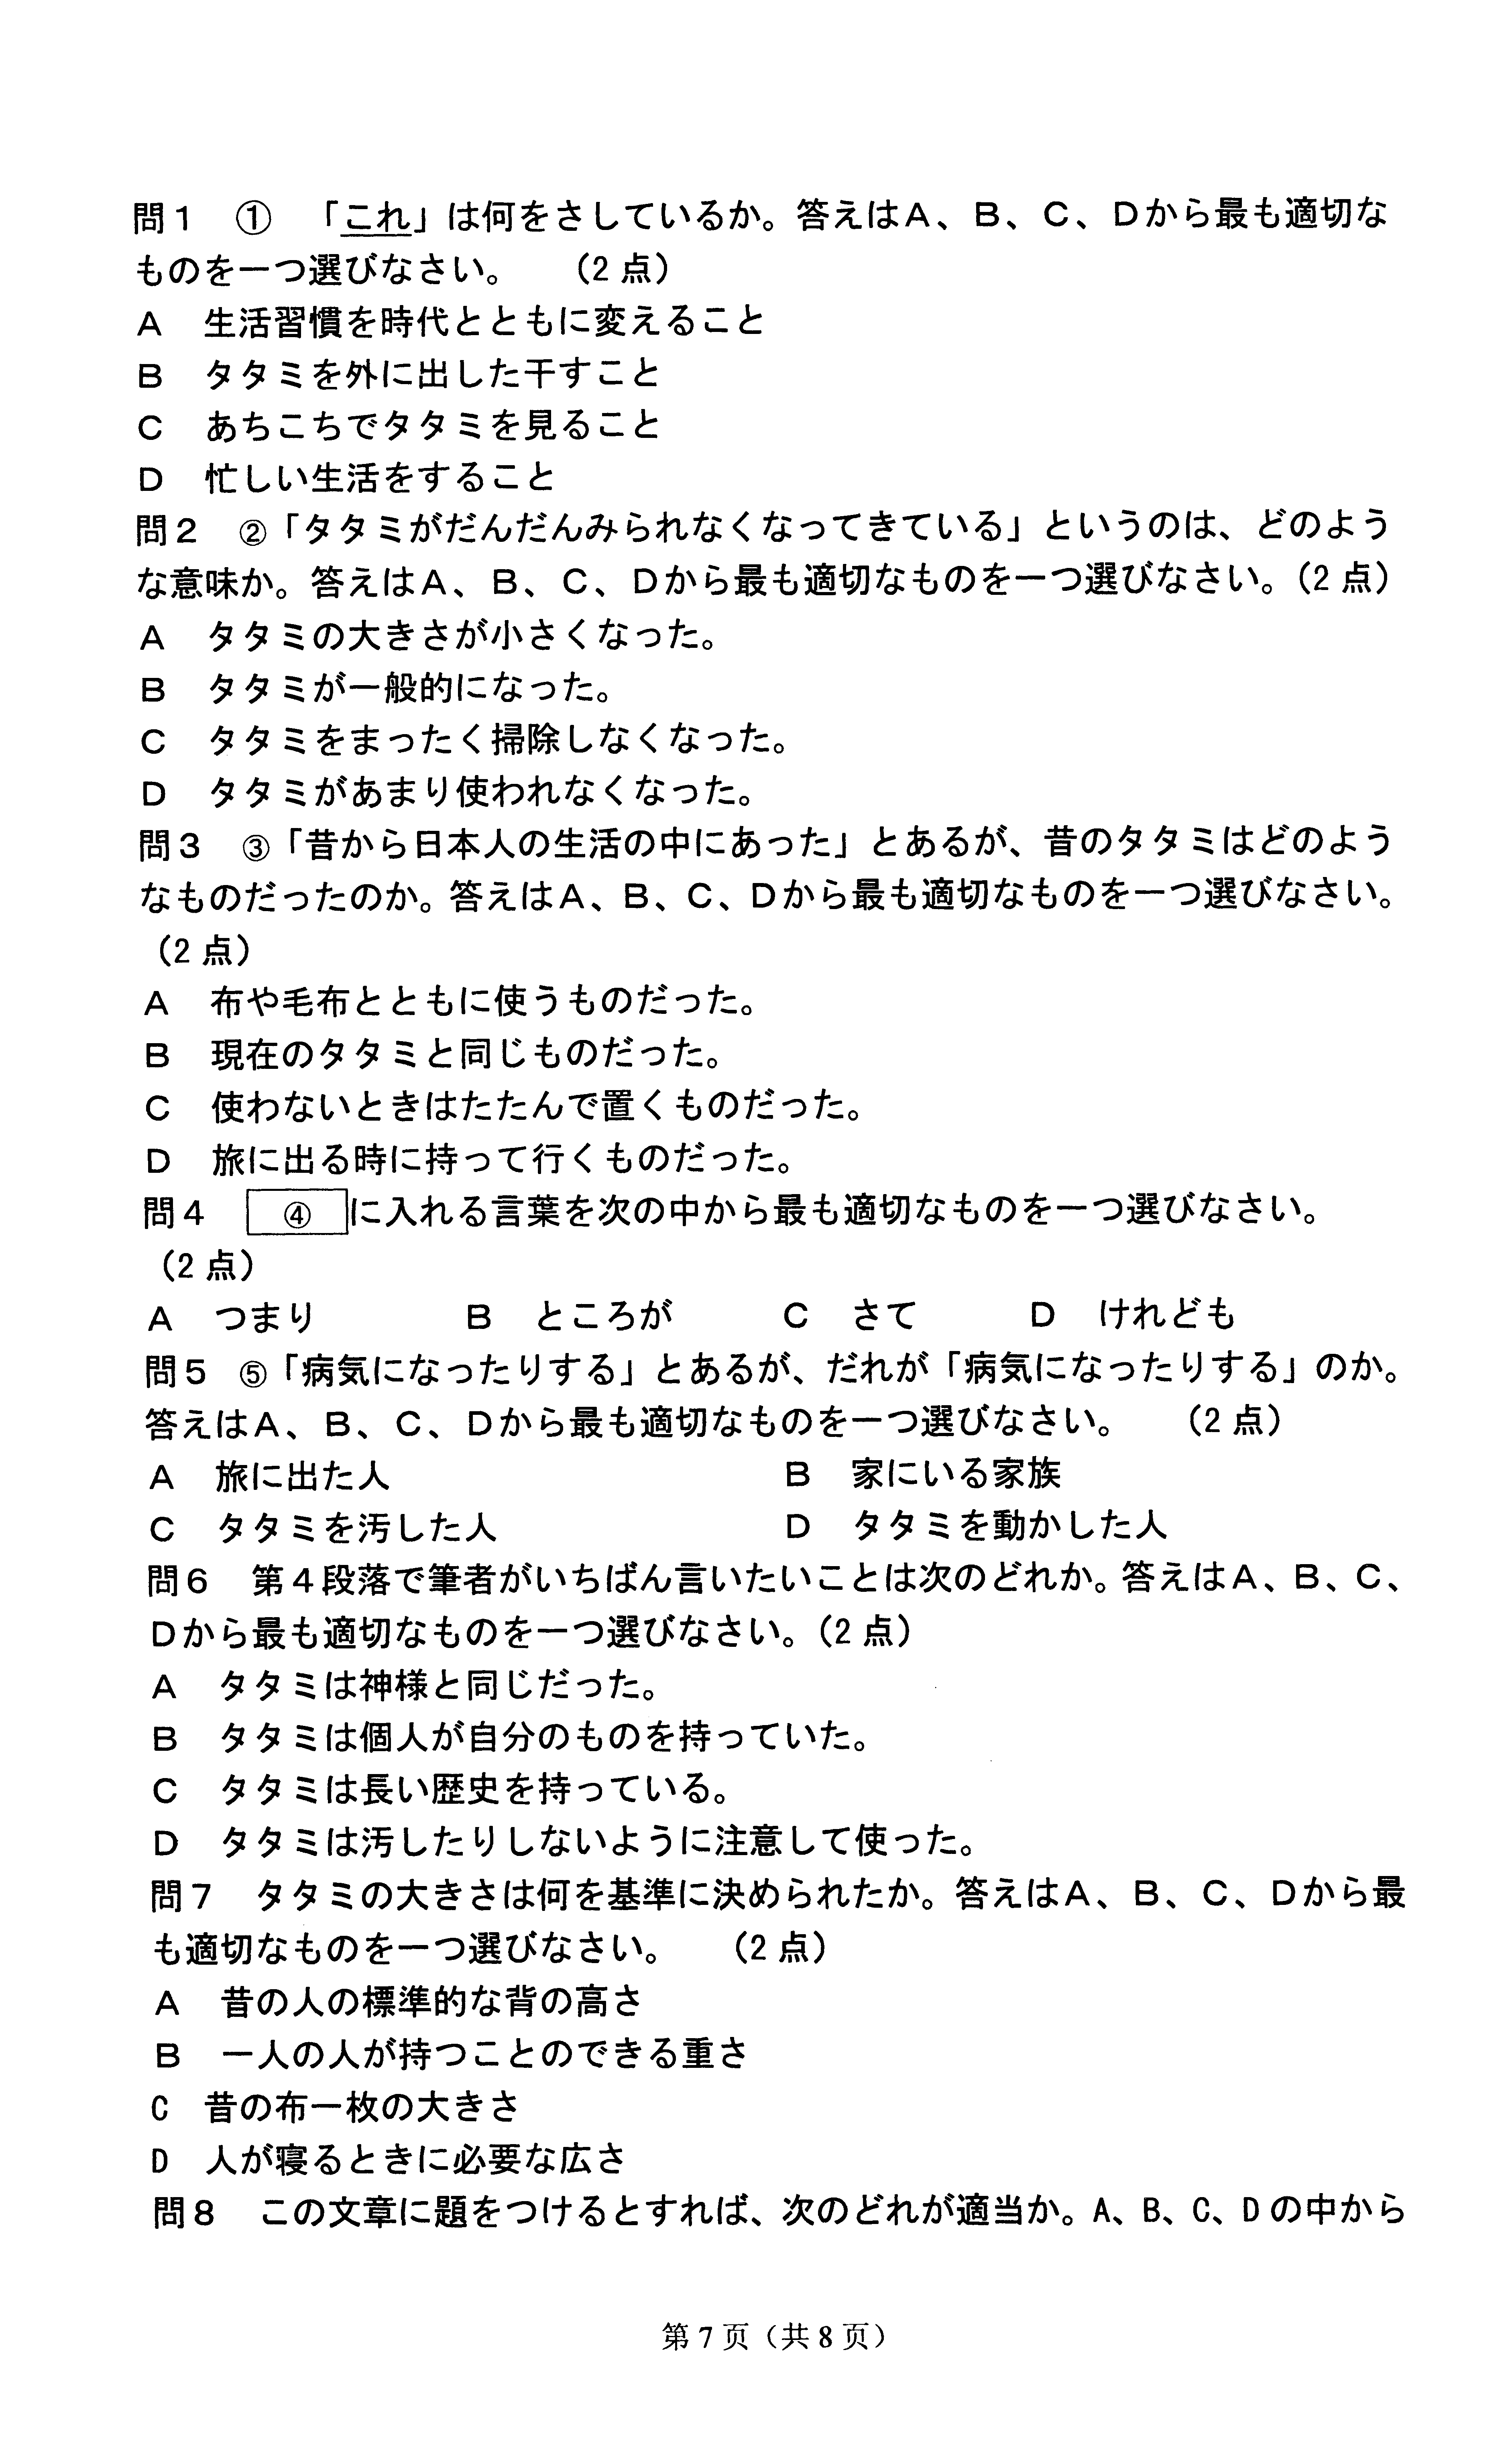 問1　①　「これ」は何をさしているか。答えはA、B、C、Dから最も適切な
ものを一つ選びなさい。　（2 点）
A　生活習慣を時代とともに変えること
B　タタミを外に出した干すこと
C　あちこちでタタミを見ること
D　忙しい生活をすること
問2　②「タタミがだんだんみられなくなってきている」というのは、どのよう
な意味か。答えはA、B、C、Dから最も適切なものを一つ選びなさい。（2 点）
A　タタミの大きさが小さくなった。
B　タタミが一般的になった。
C　タタミをまったく掃除しなくなった。
D　タタミがあまり使われなくなった。
問3　③「昔から日本人の生活の中にあった」とあるが、昔のタタミはどのよう
なものだったのか。答えはA、B、C、Dから最も適切なものを一つ選びなさい。
（2 点）
A　布や毛布とともに使うものだった。
B　現在のタタミと同じものだった。
C　使わないときはたたんで置くものだった。
D　旅に出る時に持って行くものだった。
問4　④に入れる言葉を次の中から最も適切なものを一つ選びなさい。
（2 点）
A　つまり　　　B　ところが　　　C　さて　　　D　けれども
問5　⑤「病気になったりする」とあるが、だれが「病気になったりする」のか。
答えはA、B、C、Dから最も適切なものを一つ選びなさい。　（2 点）
A　旅に出た人　　　B　家にいる家族
C　タタミを汚した人　　　D　タタミを動かした人
問6　第4段落で筆者がいちばん言いたいことは次のどれか。答えはA、B、C、
Dから最も適切なものを一つ選びなさい。（2 点）
A　タタミは神様と同じだった。
B　タタミは個人が自分のものを持っていた。
C　タタミは長い歴史を持っている。
D　タタミは汚したりしないように注意して使った。
問7　タタミの大きさは何を基準に決められたか。答えはA、B、C、Dから最
も適切なものを一つ選びなさい。　（2 点）
A　昔の人の標準的な背の高さ
B　一人の人が持つことのできる重さ
C　昔の布一枚の大きさ
D　人が寝るときに必要な広さ
問8　この文章に題をつけるとすれば、次のどれが適当か。A、B、C、D の中から
第 7 页（共 8 页）